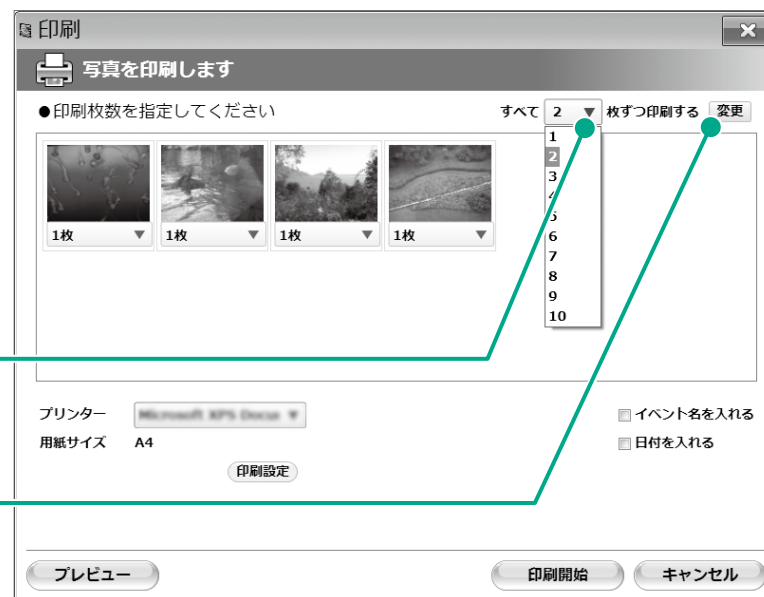 印刷
写真を印刷します
●印刷枚数を指定してください
すべて 2 ▼ 枚ずつ印刷する 変更
1
2
3
4
5
6
7
8
9
10
1枚 ▼ 1枚 ▼ 1枚 ▼ 1枚 ▼
プリンター Microsoft XPS Docu ▼
用紙サイズ A4
印刷設定
イベント名を入れる
日付を入れる
プレビュー 印刷開始 キャンセル